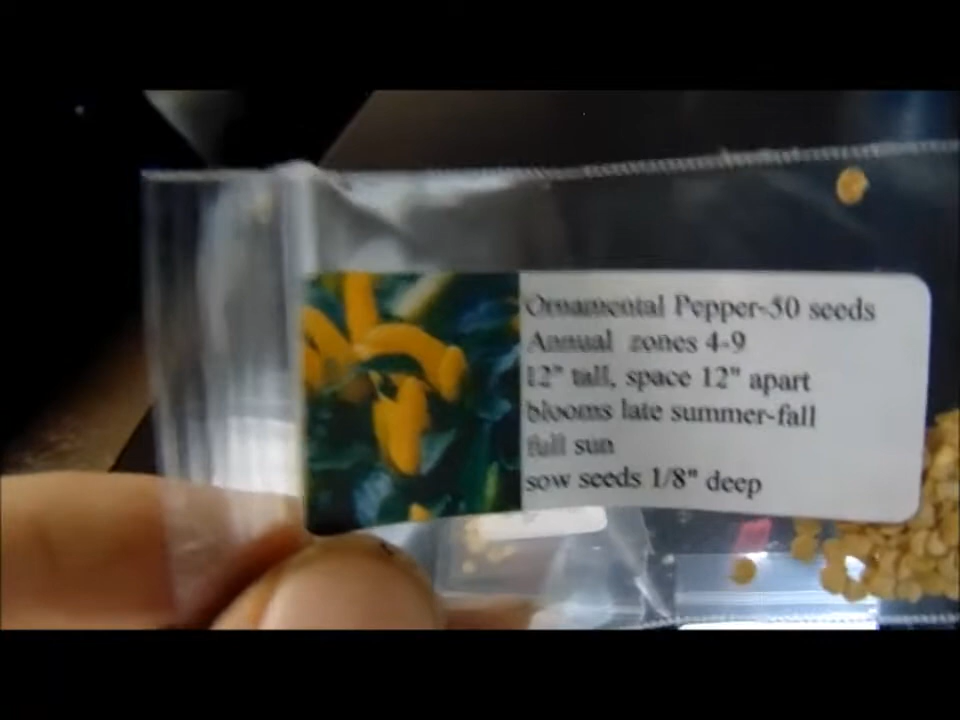 Ornamental Pepper-50 seeds
Annual zones 4-9
12" tall, space 12" apart
blooms late summer-fall
full sun
sow seeds 1/8" deep